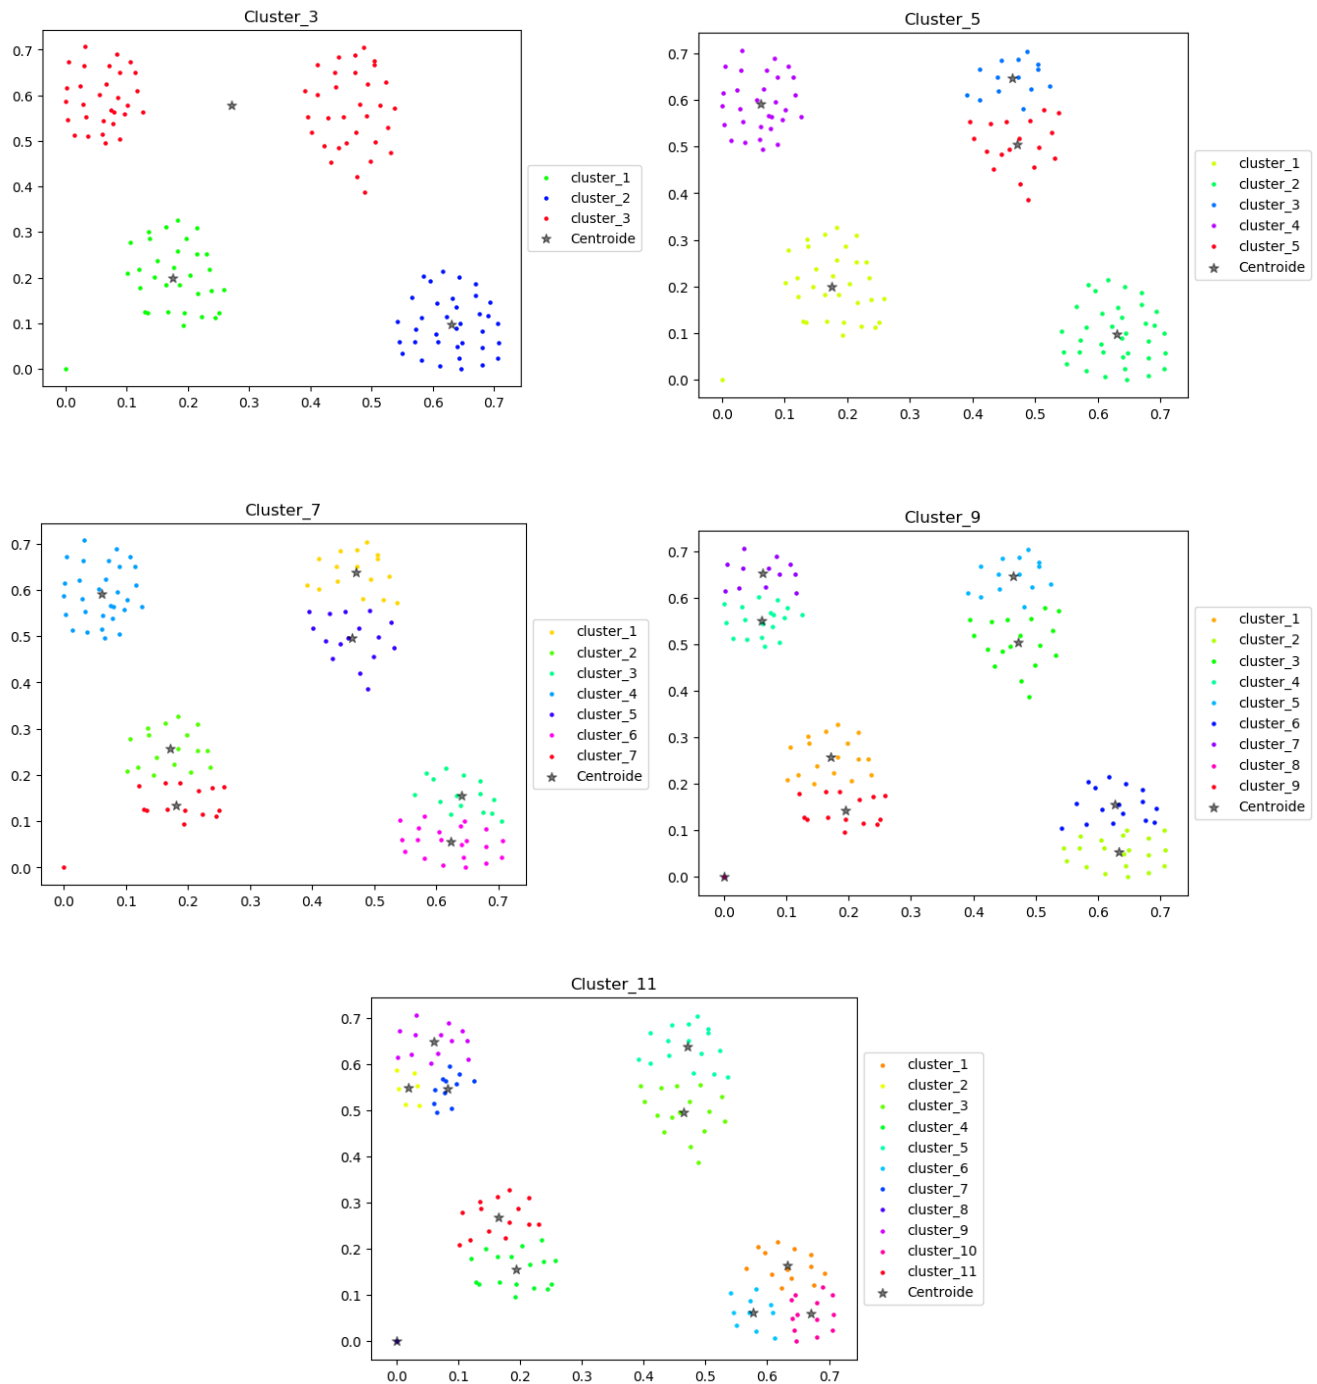 Cluster_3
0.7
0.6
0.5
0.4
0.3
0.2
0.1
0.0
0.0 0.1 0.2 0.3 0.4 0.5 0.6 0.7
cluster_1
cluster_2
cluster_3
Centroide
Cluster_5
0.7
0.6
0.5
0.4
0.3
0.2
0.1
0.0
0.0 0.1 0.2 0.3 0.4 0.5 0.6 0.7
cluster_1
cluster_2
cluster_3
cluster_4
cluster_5
Centroide
Cluster_7
0.7
0.6
0.5
0.4
0.3
0.2
0.1
0.0
0.0 0.1 0.2 0.3 0.4 0.5 0.6 0.7
cluster_1
cluster_2
cluster_3
cluster_4
cluster_5
cluster_6
cluster_7
Centroide
Cluster_9
0.7
0.6
0.5
0.4
0.3
0.2
0.1
0.0
0.0 0.1 0.2 0.3 0.4 0.5 0.6 0.7
cluster_1
cluster_2
cluster_3
cluster_4
cluster_5
cluster_6
cluster_7
cluster_8
cluster_9
Centroide
Cluster_11
0.7
0.6
0.5
0.4
0.3
0.2
0.1
0.0
0.0 0.1 0.2 0.3 0.4 0.5 0.6 0.7
cluster_1
cluster_2
cluster_3
cluster_4
cluster_5
cluster_6
cluster_7
cluster_8
cluster_9
cluster_10
cluster_11
Centroide